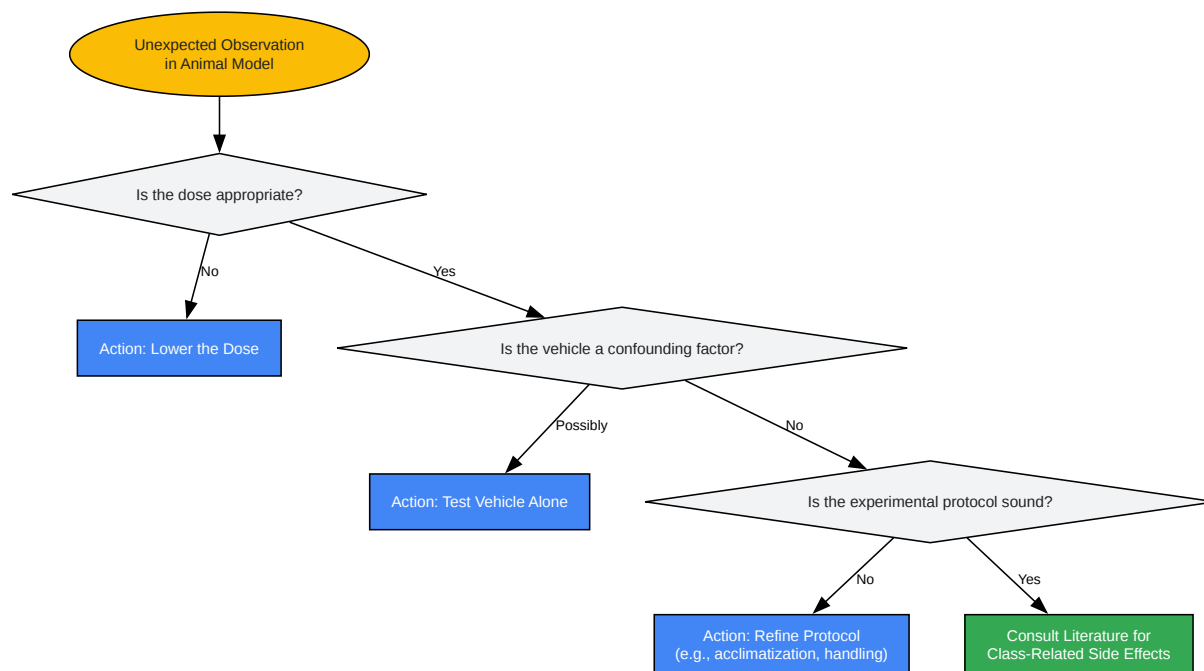 Unexpected Observation
in Animal Model
Is the dose appropriate?
No
Yes
Action: Lower the Dose
Is the vehicle a confounding factor?
Possibly
No
Action: Test Vehicle Alone
Is the experimental protocol sound?
No
Yes
Action: Refine Protocol
(e.g., acclimatization, handling)
Consult Literature for
Class-Related Side Effects